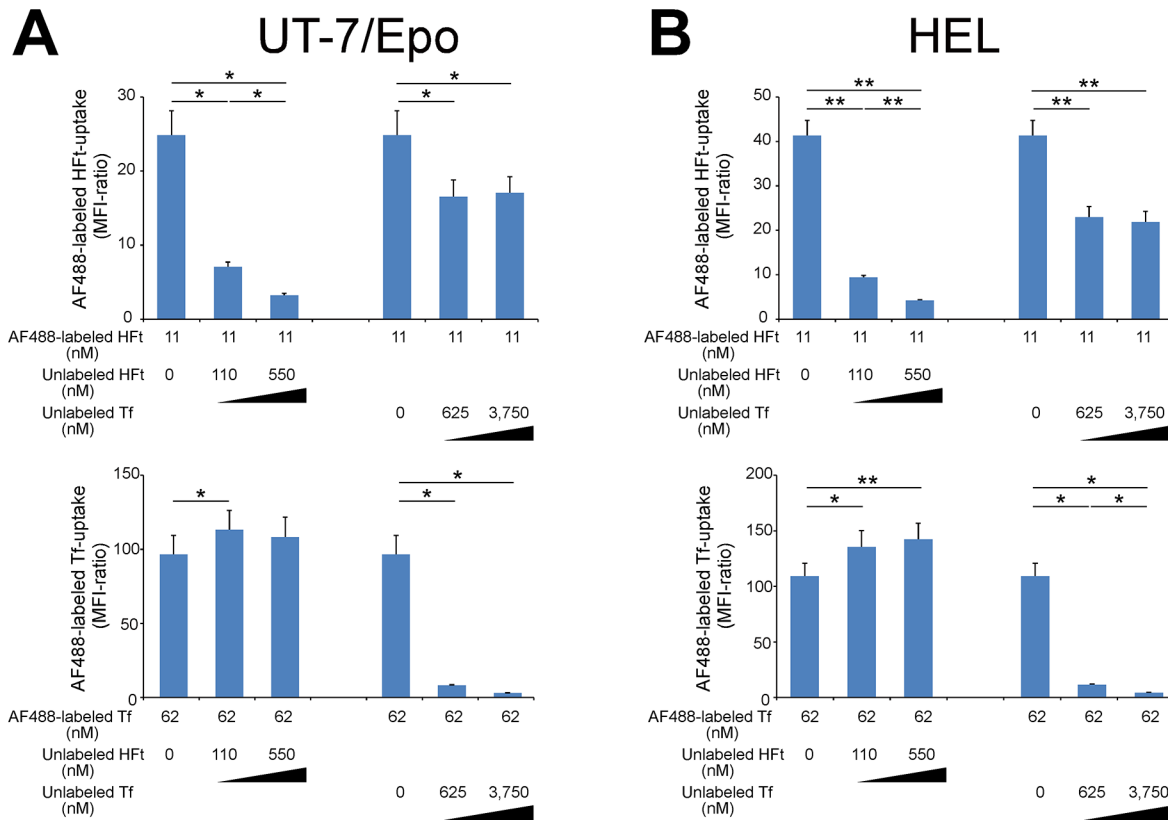 A UT-7/Epo
* * *
* *
AF488-labeled HFt-uptake
(MFI-ratio)
30
20
10
0
AF488-labeled HFt 11 11 11 11 11 11
(nM)
Unlabeled HFt 0 110 550
(nM)
Unlabeled Tf 0 625 3,750
(nM)
*
* *
AF488-labeled Tf-uptake
(MFI-ratio)
150
100
50
0
AF488-labeled Tf 62 62 62 62 62 62
(nM)
Unlabeled HFt 0 110 550
(nM)
Unlabeled Tf 0 625 3,750
(nM)
B HEL
** ** **
** **
AF488-labeled HFt-uptake
(MFI-ratio)
50
40
30
20
10
0
AF488-labeled HFt 11 11 11 11 11 11
(nM)
Unlabeled HFt 0 110 550
(nM)
Unlabeled Tf 0 625 3,750
(nM)
** *
* * *
AF488-labeled Tf-uptake
(MFI-ratio)
200
150
100
50
0
AF488-labeled Tf 62 62 62 62 62 62
(nM)
Unlabeled HFt 0 110 550
(nM)
Unlabeled Tf 0 625 3,750
(nM)